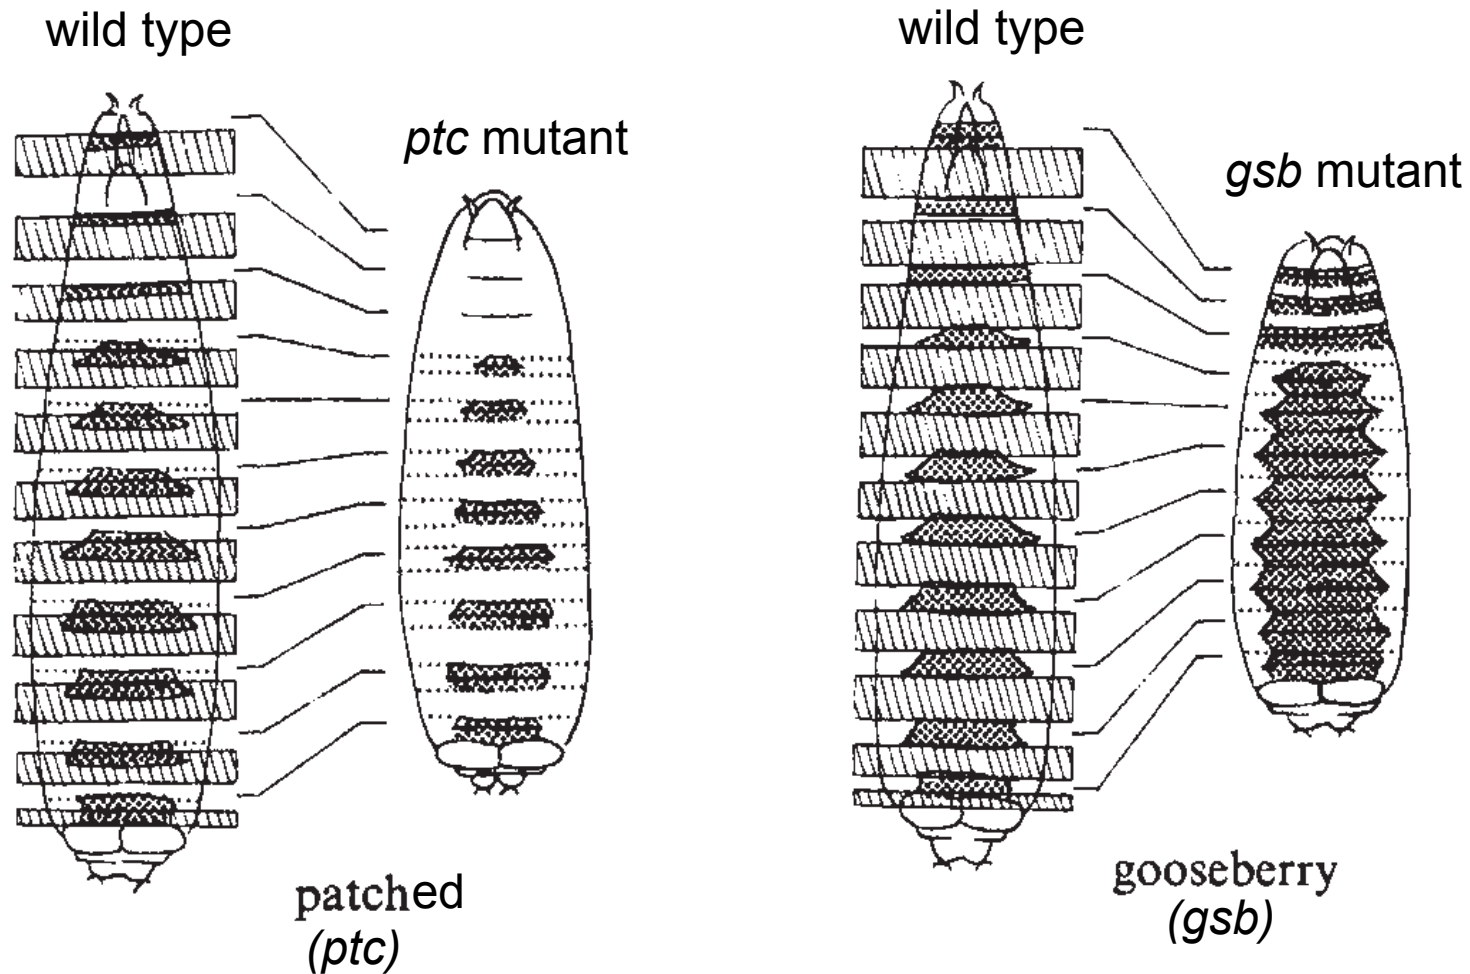 wild type
ptc mutant
patched
(ptc)
wild type
gsb mutant
gooseberry
(gsb)